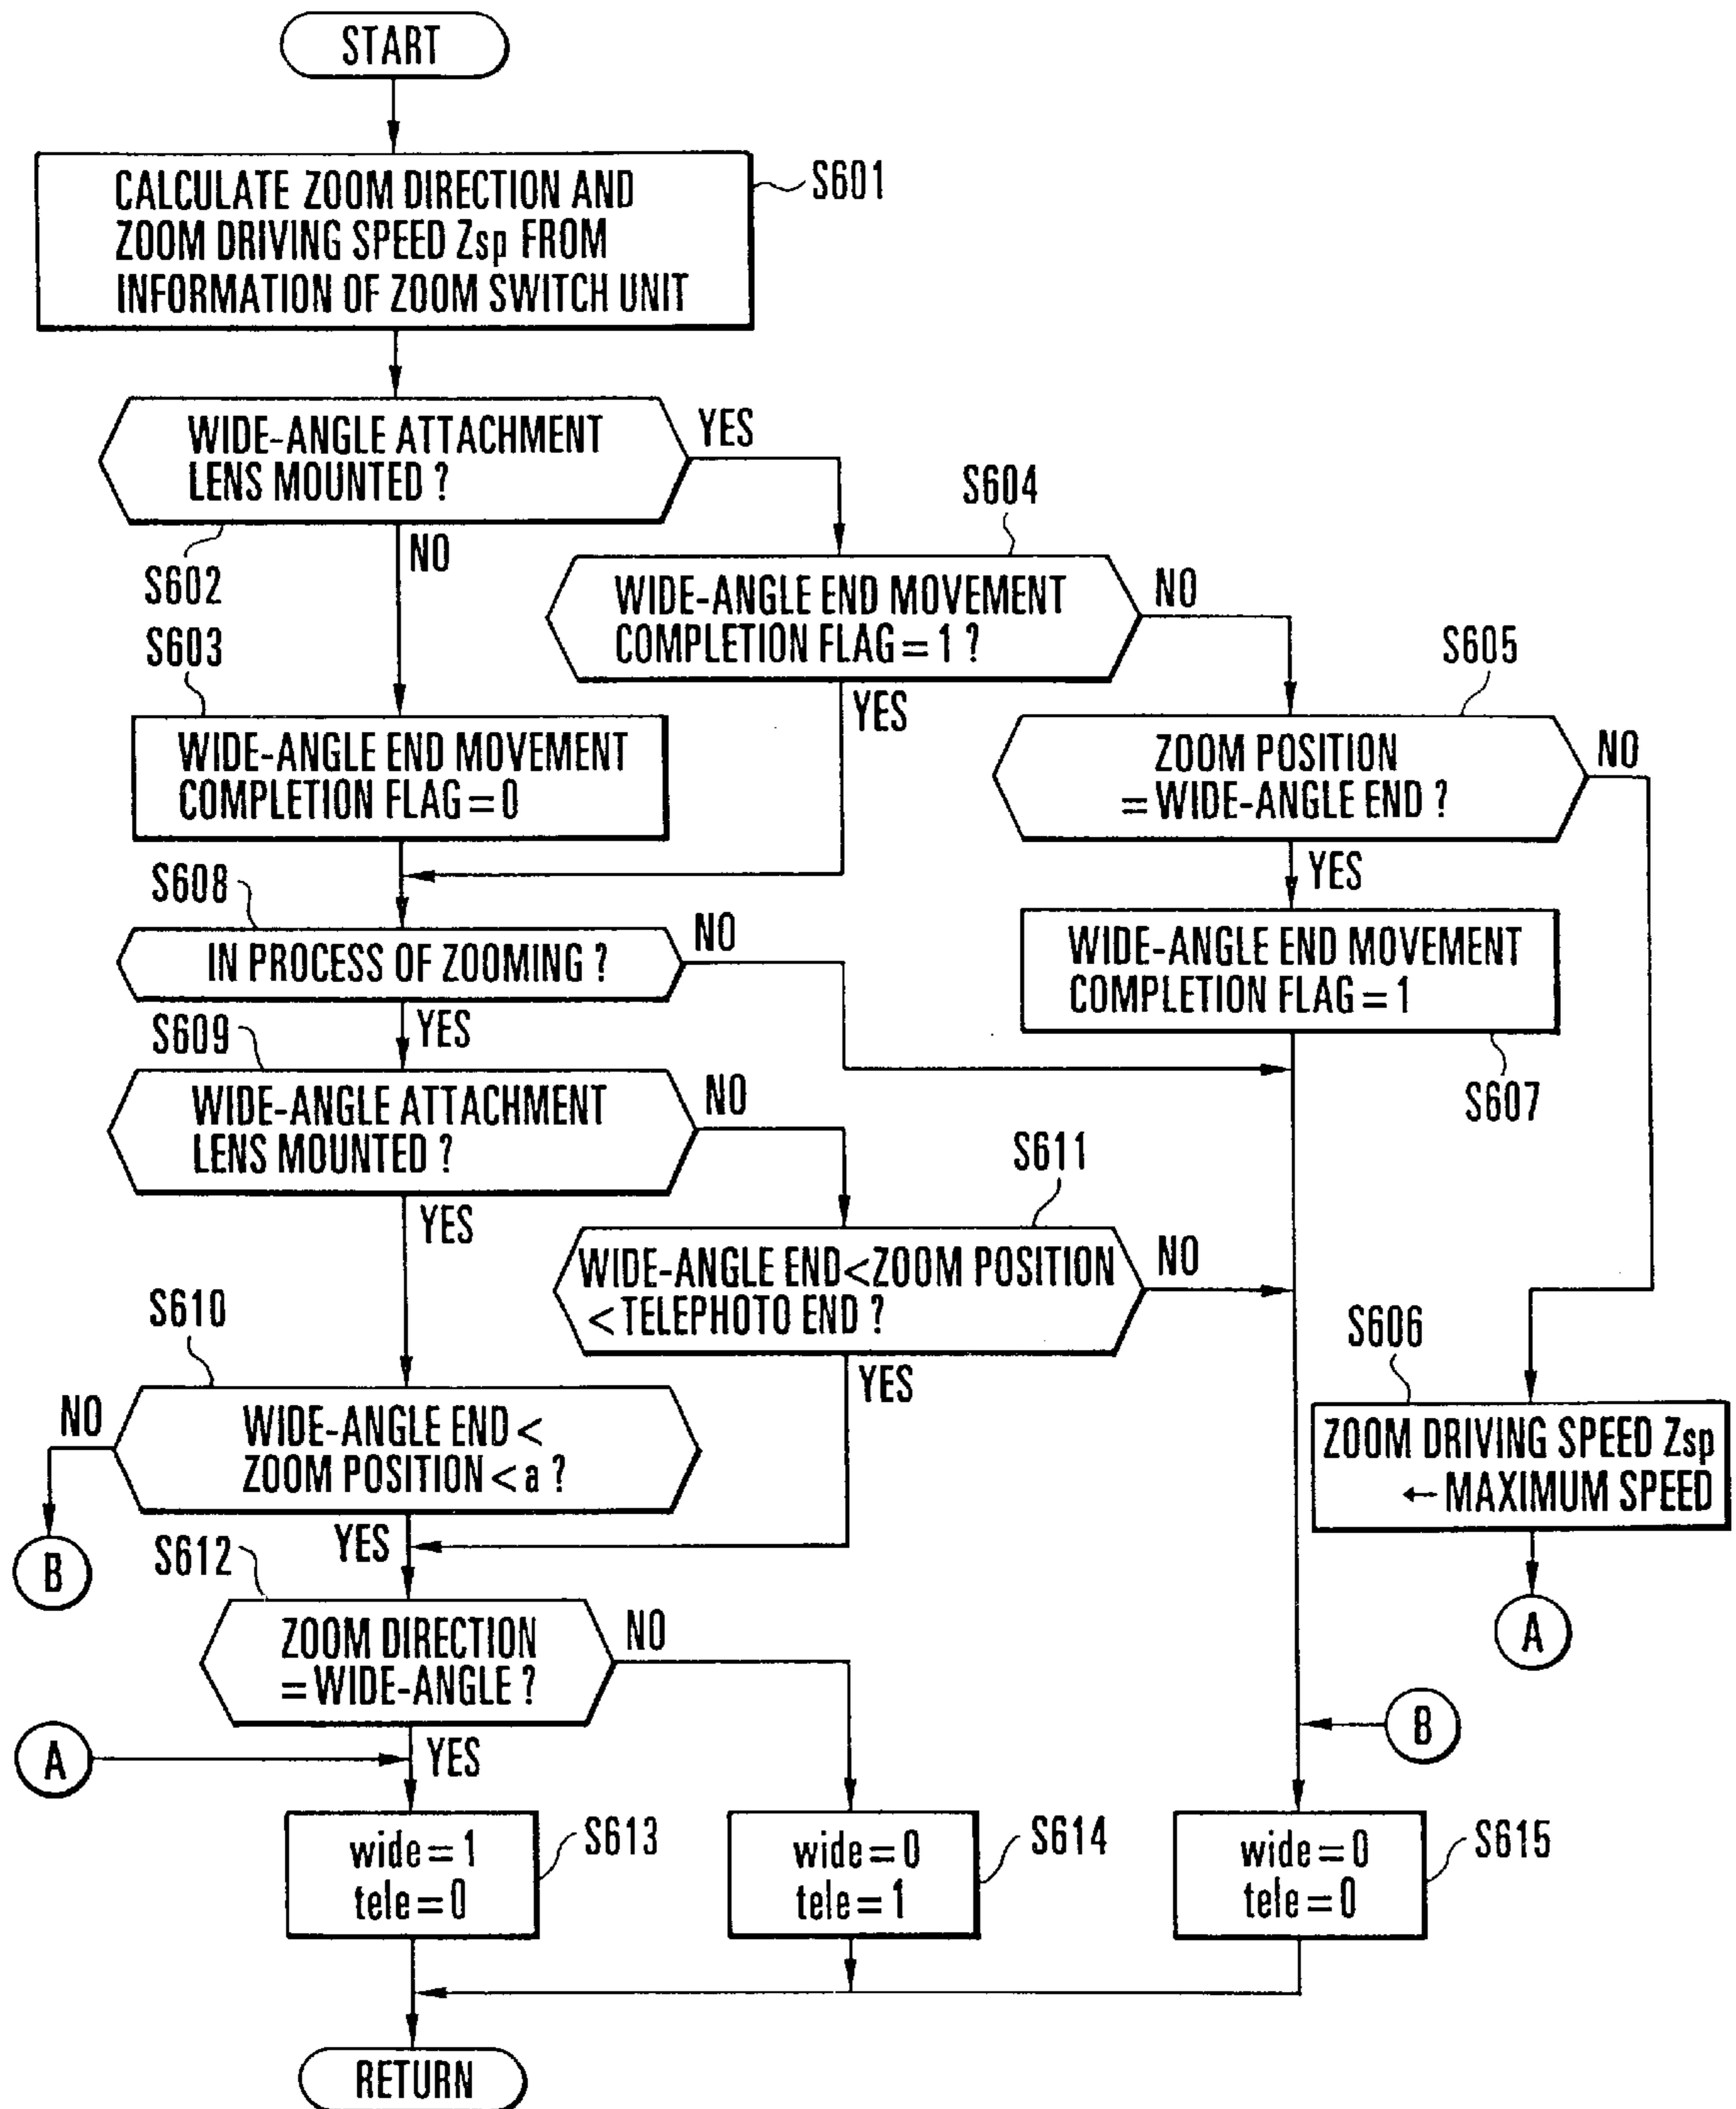 START
CALCULATE ZOOM DIRECTION AND
ZOOM DRIVING SPEED Zsp FROM
INFORMATION OF ZOOM SWITCH UNIT
S601
WIDE-ANGLE ATTACHMENT
LENS MOUNTED ?
YES
NO
S602
S604
WIDE-ANGLE END MOVEMENT
COMPLETION FLAG = 1 ?
NO
YES
S603
WIDE-ANGLE END MOVEMENT
COMPLETION FLAG = 0
S605
ZOOM POSITION
= WIDE-ANGLE END ?
NO
YES
S608
IN PROCESS OF ZOOMING ?
NO
YES
WIDE-ANGLE END MOVEMENT
COMPLETION FLAG = 1
S607
S609
WIDE-ANGLE ATTACHMENT
LENS MOUNTED ?
NO
YES
S611
WIDE-ANGLE END < ZOOM POSITION
< TELEPHOTO END ?
NO
YES
S610
NO
WIDE-ANGLE END <
ZOOM POSITION < a ?
YES
B
S606
ZOOM DRIVING SPEED Zsp
← MAXIMUM SPEED
A
S612
ZOOM DIRECTION
= WIDE-ANGLE ?
NO
YES
A
B
wide = 1
tele = 0
S613
wide = 0
tele = 1
S614
wide = 0
tele = 0
S615
RETURN